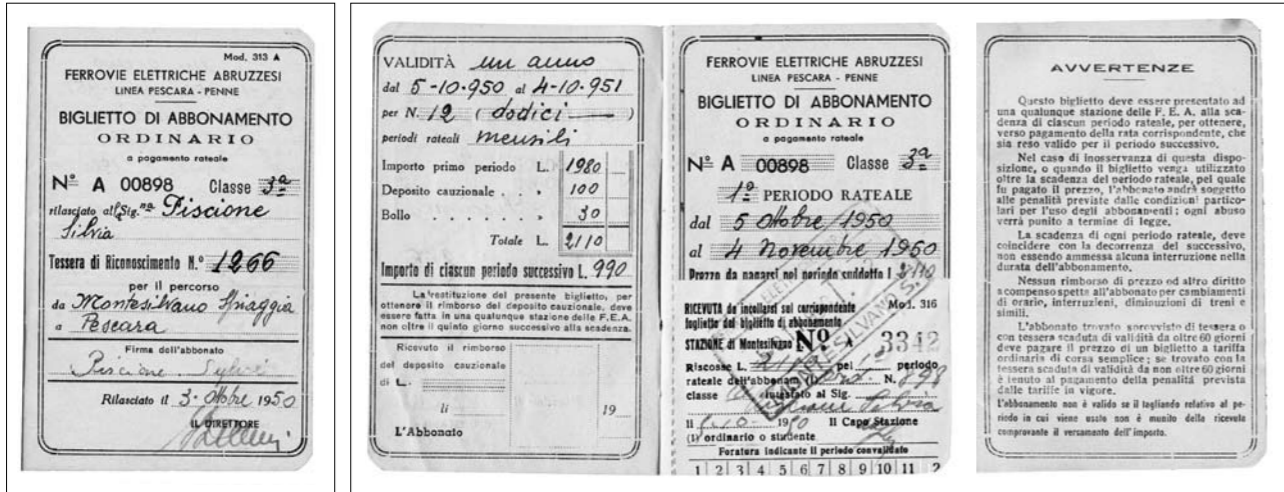 Mod. 313 A
FERROVIE ELETTRICHE ABRUZZESI
LINEA PESCARA - PENNE
BIGLIETTO DI ABBONAMENTO
ORDINARIO
a pagamento rateale
Nº A 00898 Classe 3ª
rilasciato all Sig.na Piscione
Silvia
Tessera di Riconoscimento N.º 1266
per il percorso
da Montesilvano Spiaggia
a Pescara
Firma dell'abbonato
Piscione Sylvia
Rilasciato il 3 Ottobre 1950
IL DIRETTORE
VALIDITÀ un anno
dal 5-10-950 al 4-10-951
per N. 12 (dodici)
periodi rateali mensili
Importo primo periodo L. 1980
Deposito cauzionale . . » 100
Bollo . . . . . » 30
Totale L. 2110
Importo di ciascun periodo successivo L. 990
La restituzione del presente biglietto, per
ottenere il rimborso del deposito cauzionale, deve
essere fatta in una qualunque stazione delle F.E.A.
non oltre il quinto giorno successivo alla scadenza.
Ricevuto il rimborso
del deposito cauzionale
di L.
li 19
L'Abbonato
FERROVIE ELETTRICHE ABRUZZESI
LINEA PESCARA - PENNE
BIGLIETTO DI ABBONAMENTO
ORDINARIO
a pagamento rateale
Nº A 00898 Classe 3ª
1º PERIODO RATEALE
dal 5 Ottobre 1950
al 4 Novembre 1950
Prezzo da pagarsi nel periodo suddetto L 2110
RICEVUTA da incollarsi sul corrispondente Mod. 316
foglietto del biglietto di abbonamento
STAZIONE di Montesilvano Nº A 3342
Riscosse L. 2110 pel 1º periodo
rateale dell'abbonam. N. 898
classe intestato al Sig.
Silvia
Il 1950 Il Capo Stazione
(1) ordinario o studente
Foratura indicante il periodo convalidato
1 2 3 4 5 6 7 8 9 10 11 2
AVVERTENZE
Questo biglietto deve essere presentato ad
una qualunque stazione delle F.E.A. alla sca-
denza di ciascun periodo rateale, per ottenere,
verso pagamento della rata corrispondente, che
sia reso valido per il periodo successivo.
Nel caso di inosservanza di questa dispo-
sizione, o quando il biglietto venga utilizzato
oltre la scadenza del periodo rateale, pel quale
fu pagato il prezzo, l'abbonato andrà soggetto
alle penalità previste dalle condizioni partico-
lari per l'uso degli abbonamenti; ogni abuso
verrà punito a termine di legge.
La scadenza di ogni periodo rateale, deve
coincidere con la decorrenza del successivo,
non essendo ammessa alcuna interruzione nella
durata dell'abbonamento.
Nessun rimborso di prezzo od altro diritto
a compenso spetta all'abbonato per cambiamenti
di orario, interruzioni, diminuzioni di treni e
simili.
L'abbonato trovato sprovvisto di tessera o
con tessera scaduta di validità da oltre 60 giorni
deve pagare il prezzo di un biglietto a tariffa
ordinaria di corsa semplice; se trovato con la
tessera scaduta di validità da non oltre 60 giorni
è tenuto al pagamento della penalità prevista
dalle tariffe in vigore.
L'abbonamento non è valido se il tagliando relativo al pe-
riodo in cui viene usato non è munito della ricevuta
comprovante il versamento dell'importo.